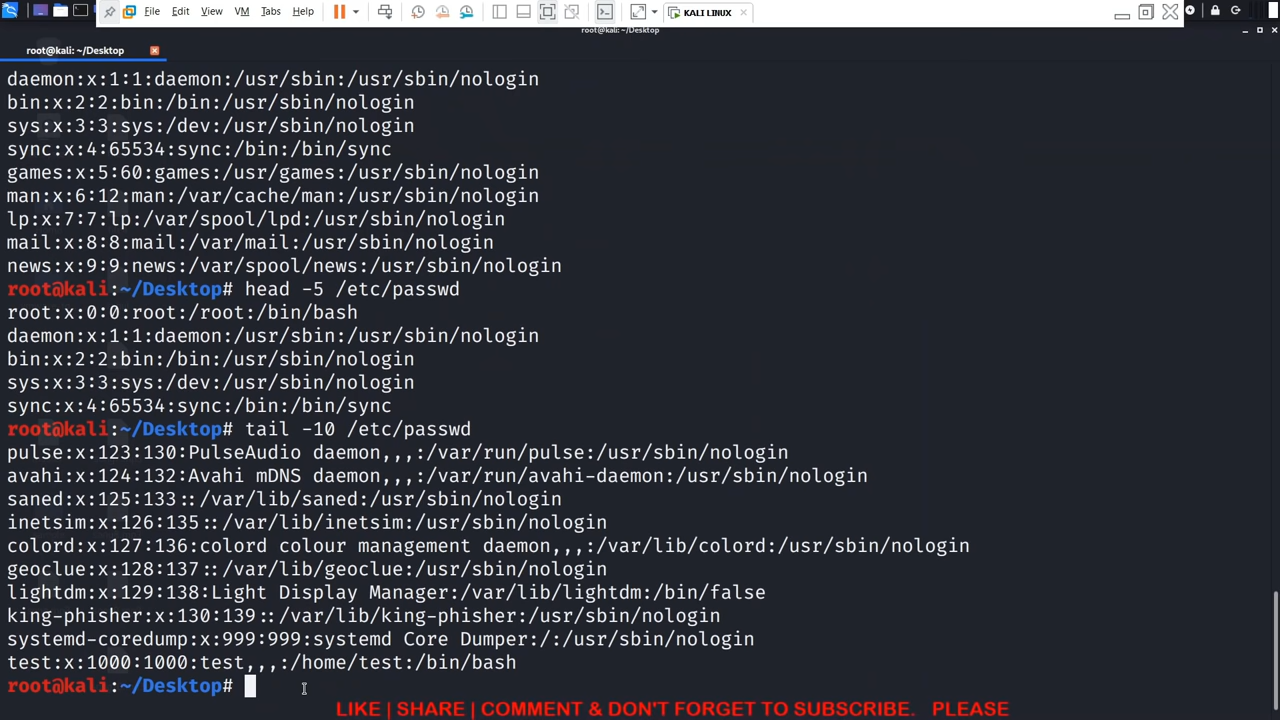 File Edit View VM Tabs Help KALI LINUX
root@kali: ~/Desktop
root@kali: ~/Desktop
daemon:x:1:1:daemon:/usr/sbin:/usr/sbin/nologin
bin:x:2:2:bin:/bin:/usr/sbin/nologin
sys:x:3:3:sys:/dev:/usr/sbin/nologin
sync:x:4:65534:sync:/bin:/bin/sync
games:x:5:60:games:/usr/games:/usr/sbin/nologin
man:x:6:12:man:/var/cache/man:/usr/sbin/nologin
lp:x:7:7:lp:/var/spool/lpd:/usr/sbin/nologin
mail:x:8:8:mail:/var/mail:/usr/sbin/nologin
news:x:9:9:news:/var/spool/news:/usr/sbin/nologin
root@kali:~/Desktop# head -5 /etc/passwd
root:x:0:0:root:/root:/bin/bash
daemon:x:1:1:daemon:/usr/sbin:/usr/sbin/nologin
bin:x:2:2:bin:/bin:/usr/sbin/nologin
sys:x:3:3:sys:/dev:/usr/sbin/nologin
sync:x:4:65534:sync:/bin:/bin/sync
root@kali:~/Desktop# tail -10 /etc/passwd
pulse:x:123:130:PulseAudio daemon,,,:/var/run/pulse:/usr/sbin/nologin
avahi:x:124:132:Avahi mDNS daemon,,,:/var/run/avahi-daemon:/usr/sbin/nologin
saned:x:125:133::/var/lib/saned:/usr/sbin/nologin
inetsim:x:126:135::/var/lib/inetsim:/usr/sbin/nologin
colord:x:127:136:colord colour management daemon,,,:/var/lib/colord:/usr/sbin/nologin
geoclue:x:128:137::/var/lib/geoclue:/usr/sbin/nologin
lightdm:x:129:138:Light Display Manager:/var/lib/lightdm:/bin/false
king-phisher:x:130:139::/var/lib/king-phisher:/usr/sbin/nologin
systemd-coredump:x:999:999:systemd Core Dumper:/:/usr/sbin/nologin
test:x:1000:1000:test,,,:/home/test:/bin/bash
root@kali:~/Desktop#
LIKE | SHARE | COMMENT & DON'T FORGET TO SUBSCRIBE. PLEASE